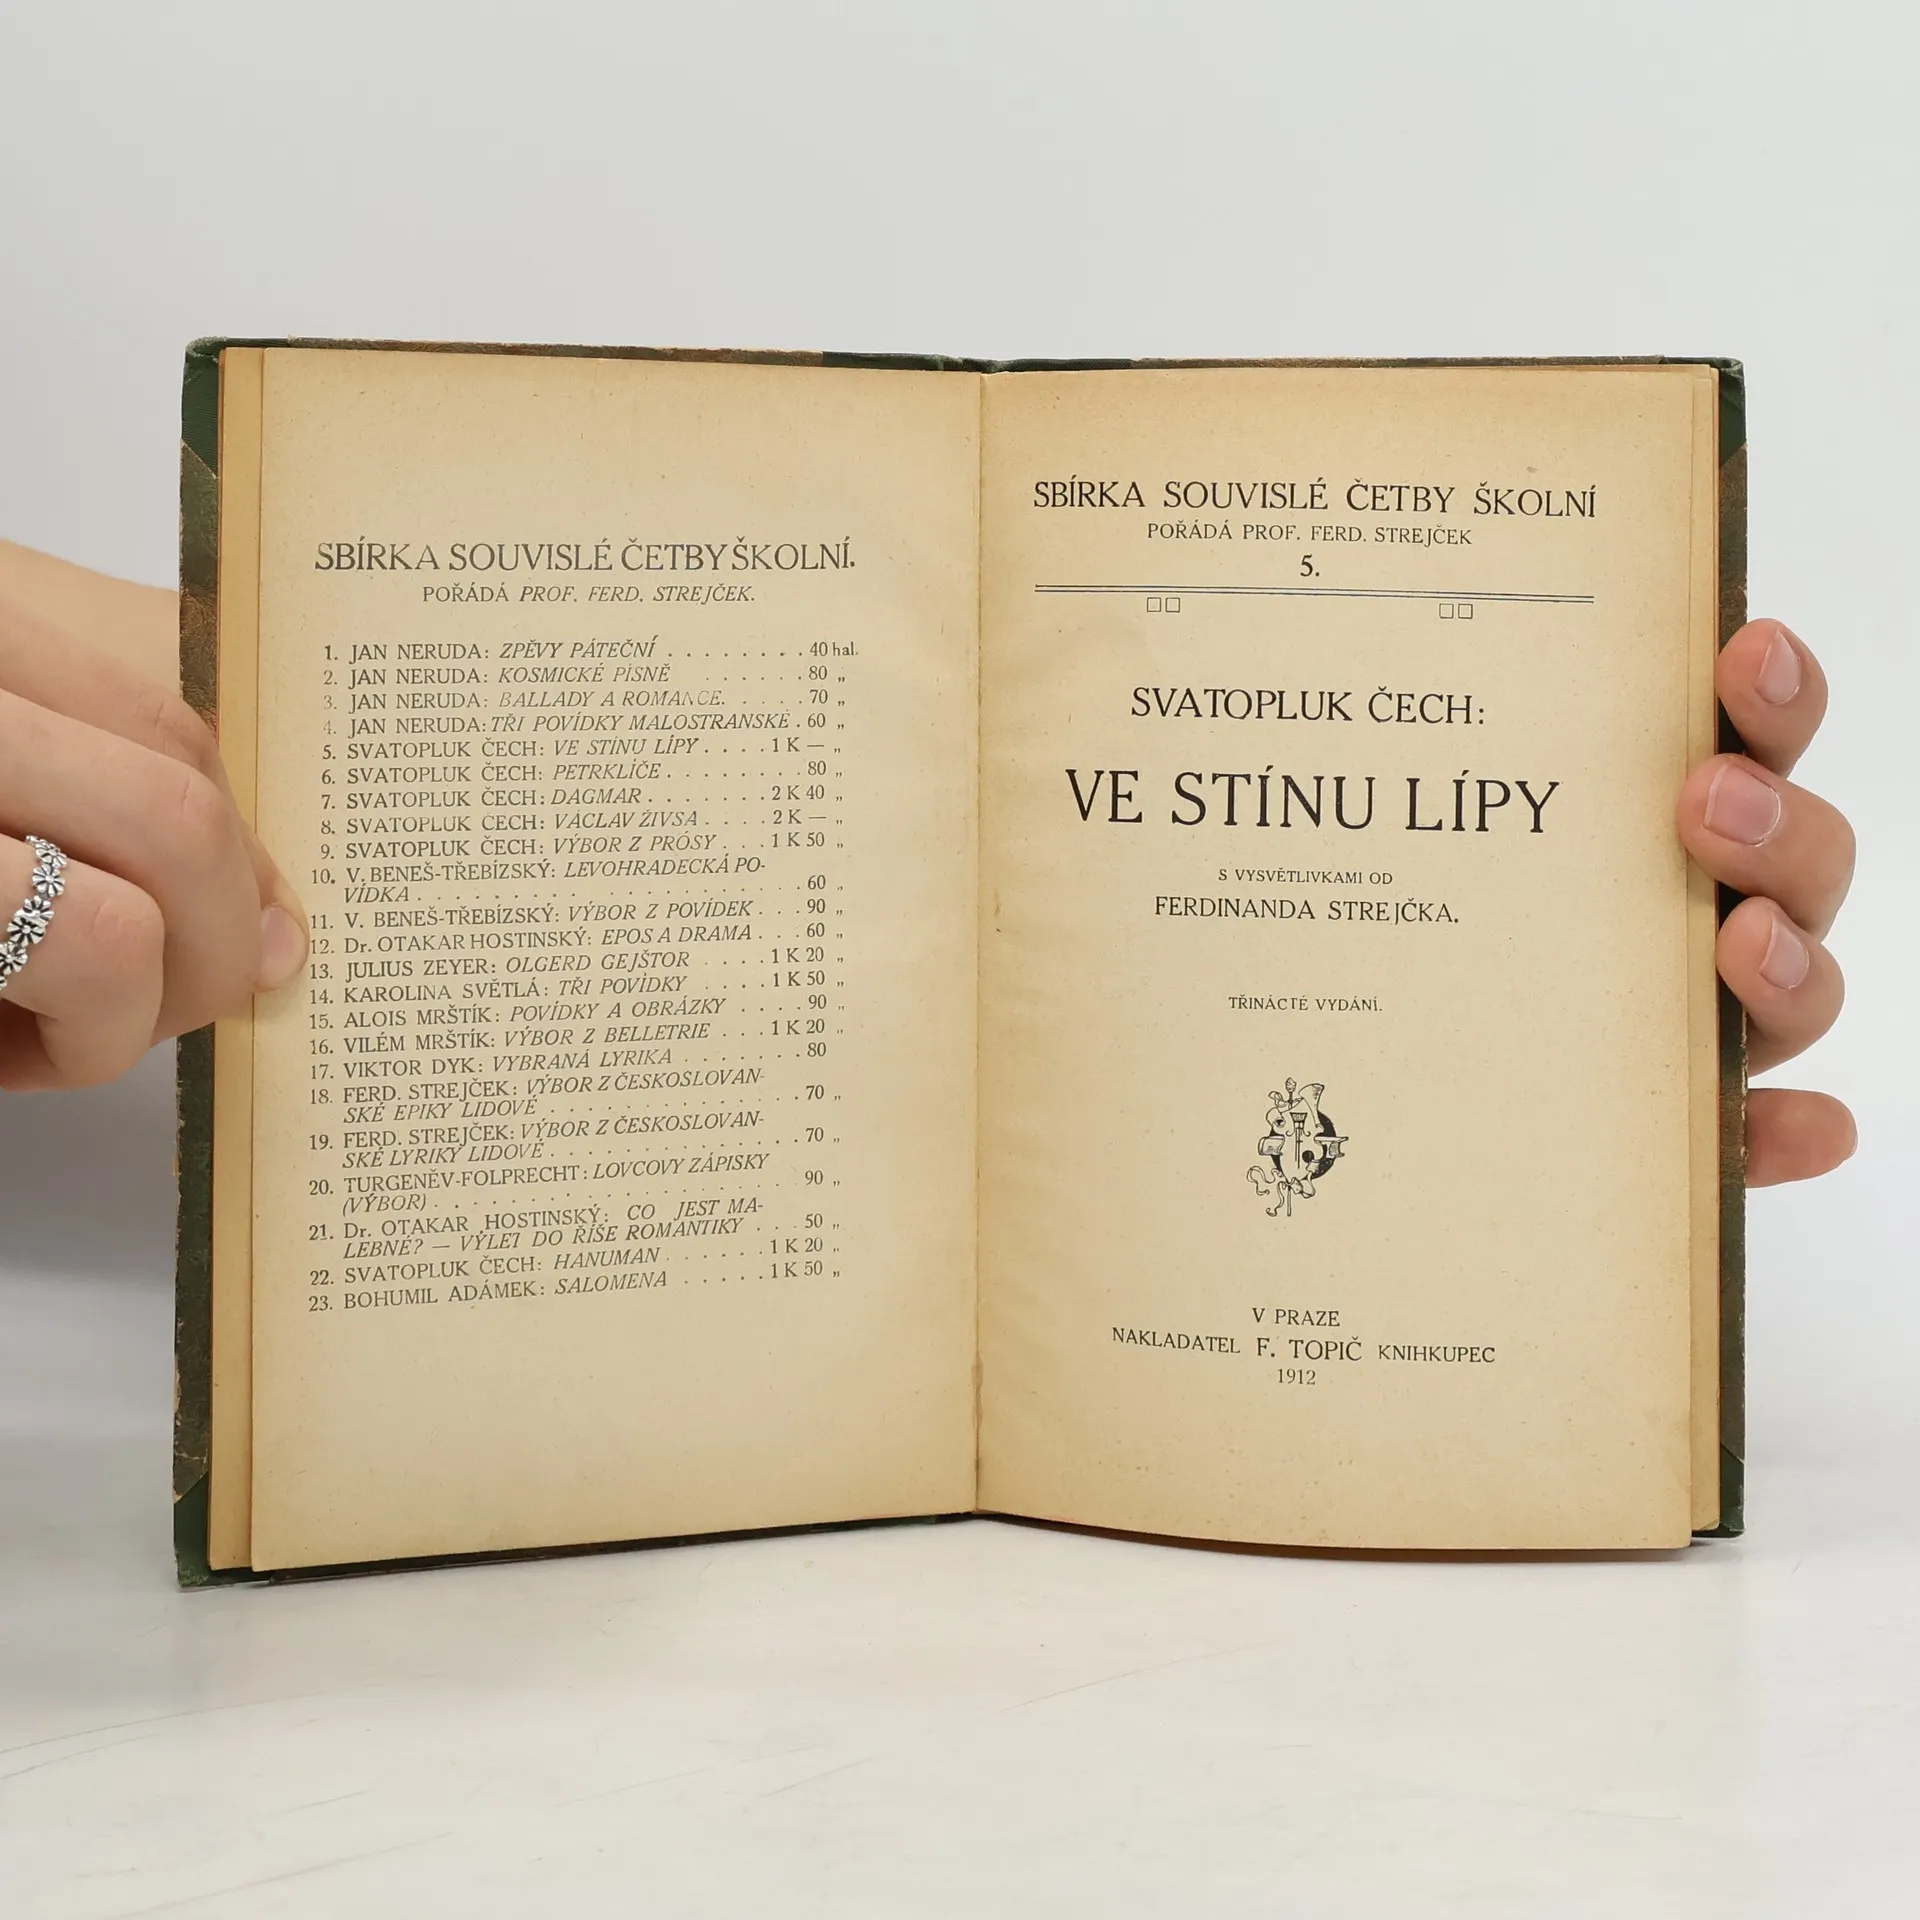 SBÍRKA SOUVISLÉ ČETBY ŠKOLNÍ.
POŘÁDÁ PROF. FERD. STREJČEK.
1. JAN NERUDA: ZPĚVY PÁTEČNÍ . . . . . . . . 40 hal.
2. JAN NERUDA: KOSMICKÉ PÍSNĚ . . . . . . 80 „
3. JAN NERUDA: BALLADY A ROMANCE. . . . . 70 „
4. JAN NERUDA: TŘI POVÍDKY MALOSTRANSKÉ . 60 „
5. SVATOPLUK ČECH: VE STÍNU LÍPY . . . . 1 K — „
6. SVATOPLUK ČECH: PETRKLÍČE . . . . . . . . 80 „
7. SVATOPLUK ČECH: DAGMAR . . . . . . . 2 K 40 „
8. SVATOPLUK ČECH: VÁCLAV ŽIVSA . . . . 2 K — „
9. SVATOPLUK ČECH: VÝBOR Z PRÓSY . . . 1 K 50 „
10. V. BENEŠ-TŘEBÍZSKÝ: LEVOHRADECKÁ PO-
VÍDKA . . . . . . . . . . . . . . . . . 60 „
11. V. BENEŠ-TŘEBÍZSKÝ: VÝBOR Z POVÍDEK . . . 90 „
12. Dr. OTAKAR HOSTINSKÝ: EPOS A DRAMA . . . 60 „
13. JULIUS ZEYER: OLGERD GEJŠTOR . . . . 1 K 20 „
14. KAROLINA SVĚTLÁ: TŘI POVÍDKY . . . . 1 K 50 „
15. ALOIS MRŠTÍK: POVÍDKY A OBRÁZKY . . . . 90 „
16. VILÉM MRŠTÍK: VÝBOR Z BELLETRIE . . . 1 K 20 „
17. VIKTOR DYK: VYBRANÁ LYRIKA . . . . . . . 80
18. FERD. STREJČEK: VÝBOR Z ČESKOSLOVAN-
SKÉ EPIKY LIDOVÉ . . . . . . . . . . . . . 70 „
19. FERD. STREJČEK: VÝBOR Z ČESKOSLOVAN-
SKÉ LYRIKY LIDOVÉ . . . . . . . . . . . . 70 „
20. TURGENĚV-FOLPRECHT: LOVCOVY ZÁPISKY
(VÝBOR) . . . . . . . . . . . . . . . . . 90 „
21. Dr. OTAKAR HOSTINSKÝ: CO JEST MA-
LEBNÉ? — VÝLET DO ŘÍŠE ROMANTIKY . . . 50 „
22. SVATOPLUK ČECH: HANUMAN . . . . . . 1 K 20 „
23. BOHUMIL ADÁMEK: SALOMENA . . . . . 1 K 50 „
SBÍRKA SOUVISLÉ ČETBY ŠKOLNÍ
POŘÁDÁ PROF. FERD. STREJČEK
5.
SVATOPLUK ČECH:
VE STÍNU LÍPY
S VYSVĚTLIVKAMI OD
FERDINANDA STREJČKA.
TŘINÁCTÉ VYDÁNÍ.
V PRAZE
NAKLADATEL F. TOPIČ KNIHKUPEC
1912